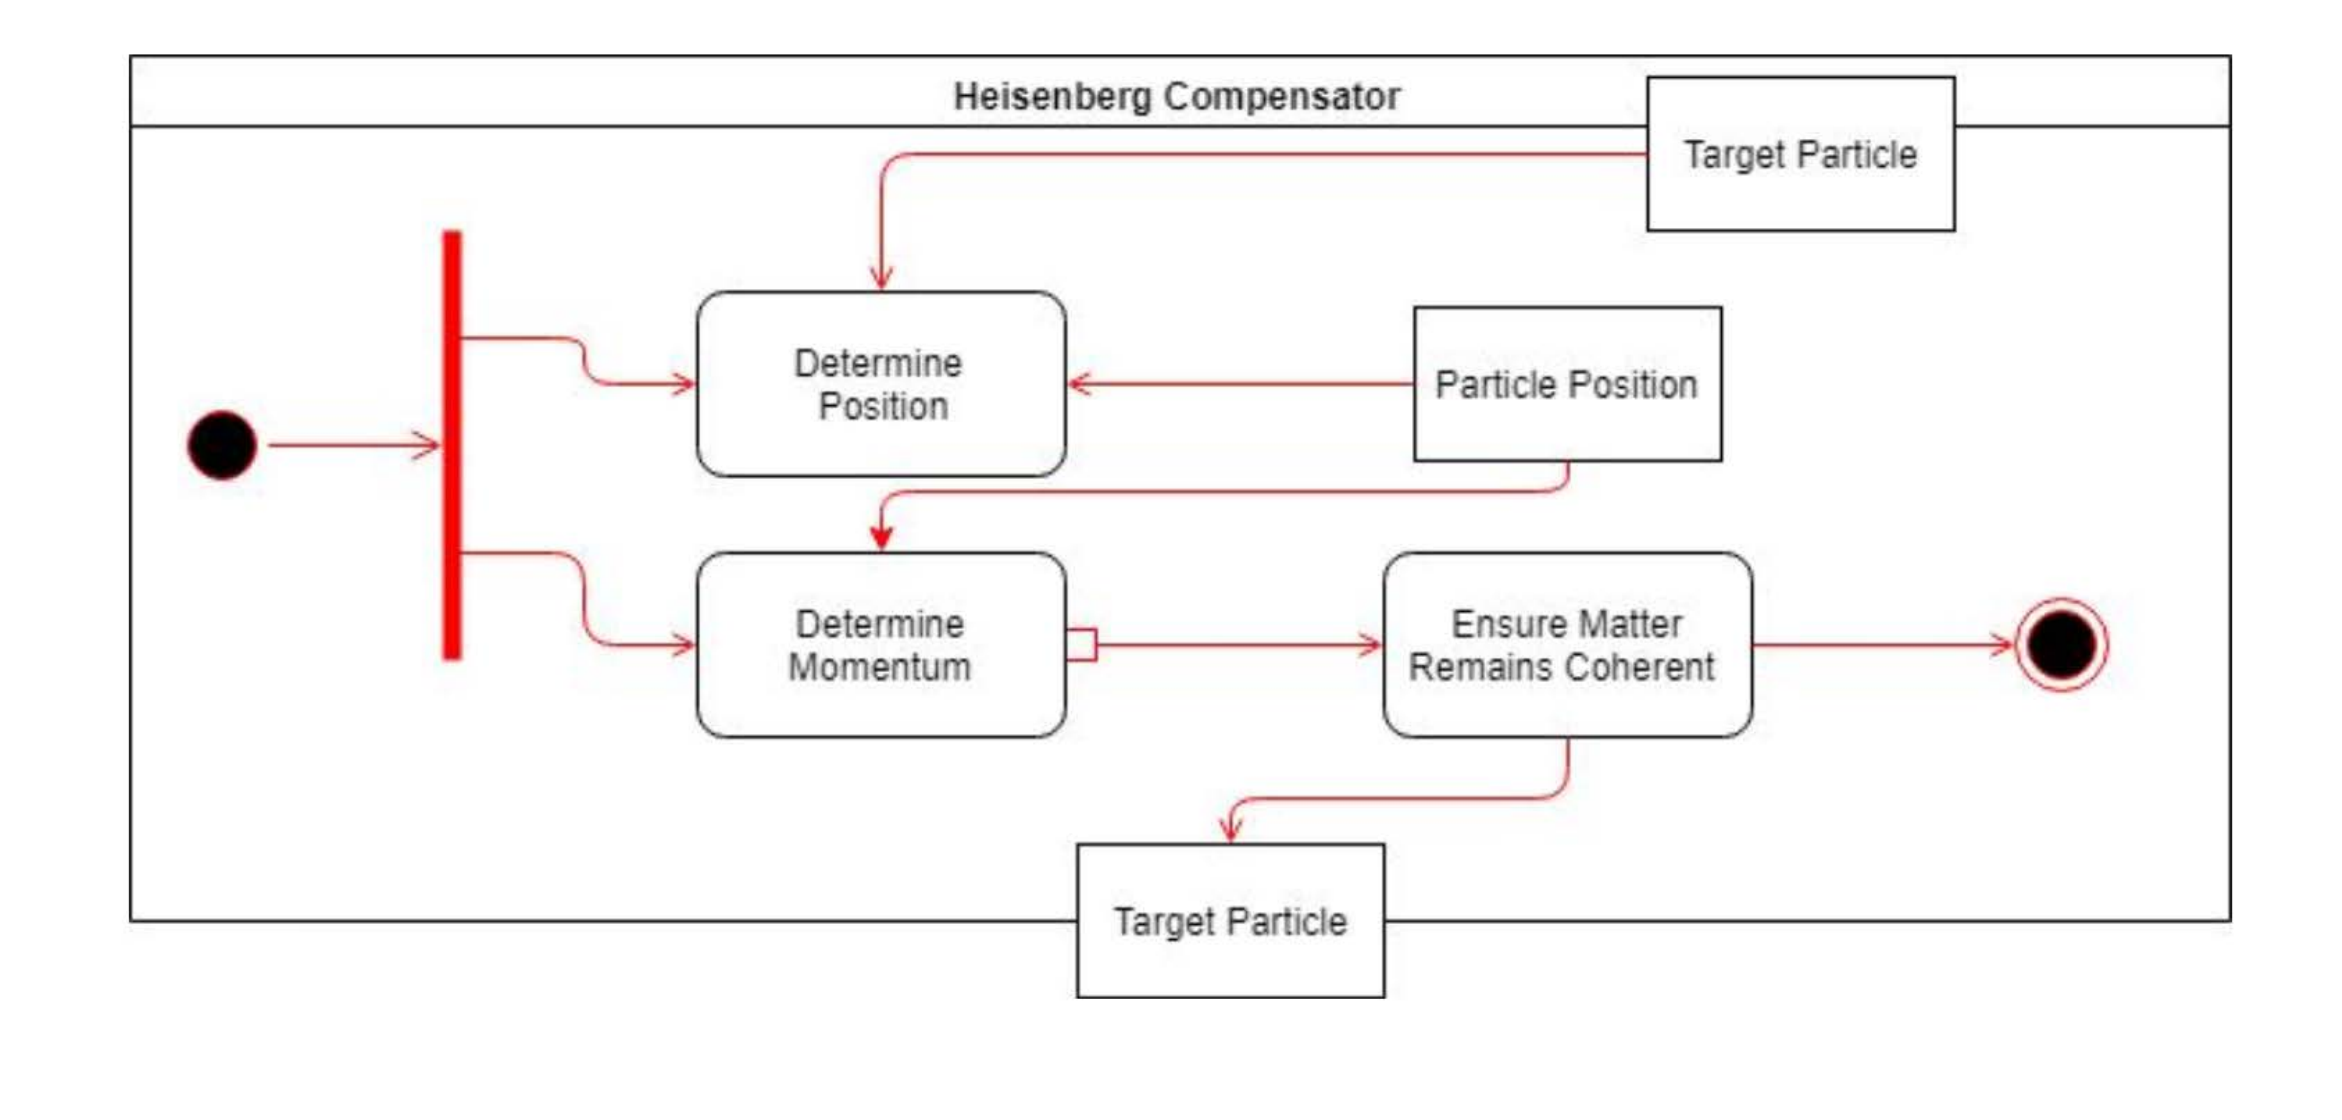 Heisenberg Compensator
Target Particle
Determine
Position
Particle Position
Determine
Momentum
Ensure Matter
Remains Coherent
Target Particle